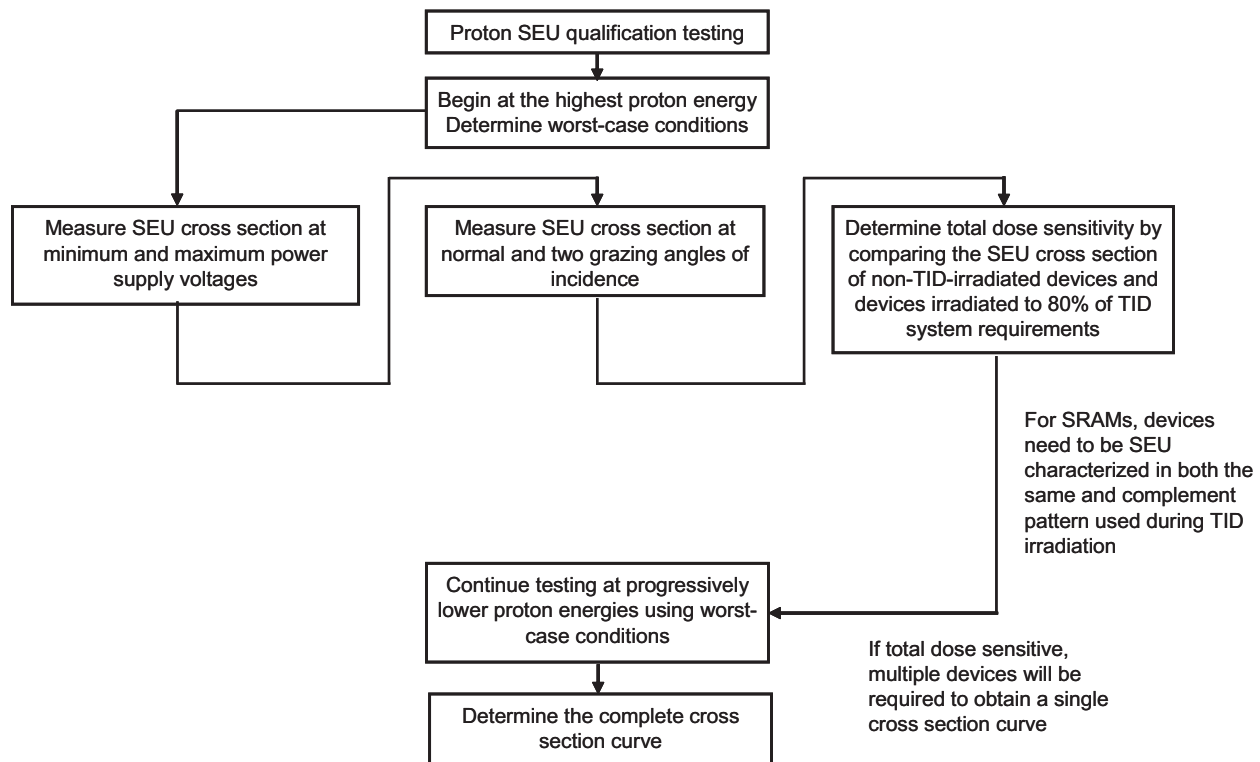 Proton SEU qualification testing
Begin at the highest proton energy
Determine worst-case conditions
Measure SEU cross section at
minimum and maximum power
supply voltages
Measure SEU cross section at
normal and two grazing angles of
incidence
Determine total dose sensitivity by
comparing the SEU cross section
of non-TID-irradiated devices and
devices irradiated to 80% of TID
system requirements
For SRAMs, devices
need to be SEU
characterized in both the
same and complement
pattern used during TID
irradiation
Continue testing at progressively
lower proton energies using worst-
case conditions
If total dose sensitive,
multiple devices will be
required to obtain a single
cross section curve
Determine the complete cross
section curve